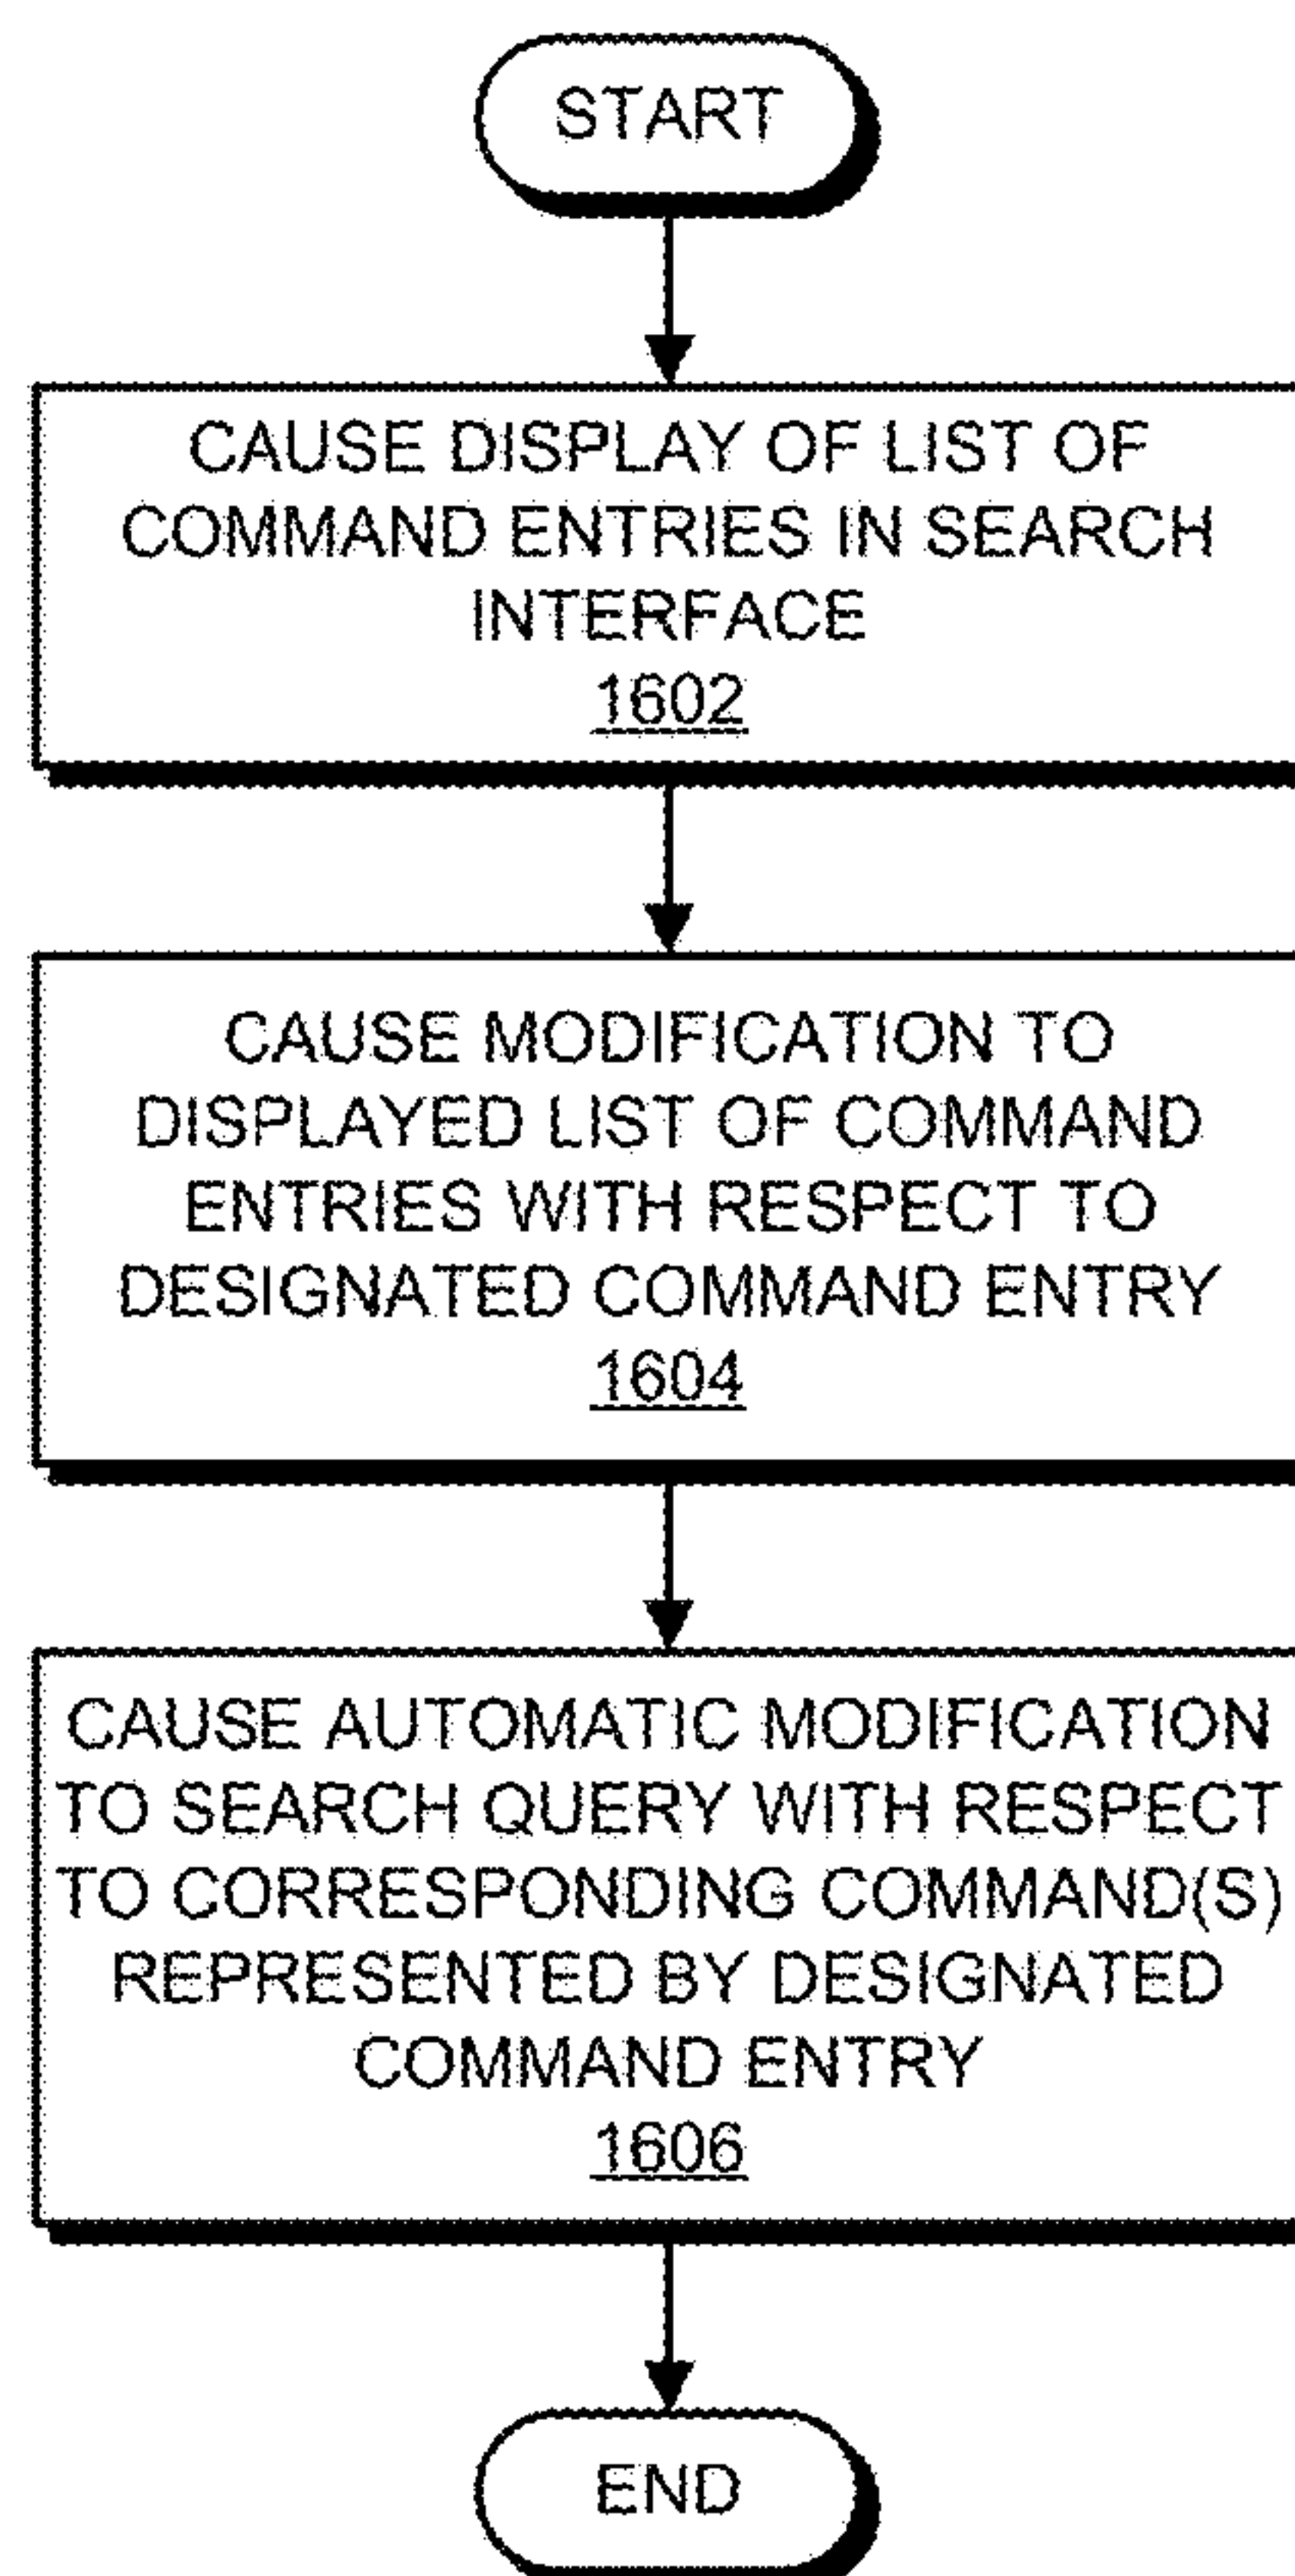 START
CAUSE DISPLAY OF LIST OF
COMMAND ENTRIES IN SEARCH
INTERFACE
1602
CAUSE MODIFICATION TO
DISPLAYED LIST OF COMMAND
ENTRIES WITH RESPECT TO
DESIGNATED COMMAND ENTRY
1604
CAUSE AUTOMATIC MODIFICATION
TO SEARCH QUERY WITH RESPECT
TO CORRESPONDING COMMAND(S)
REPRESENTED BY DESIGNATED
COMMAND ENTRY
1606
END